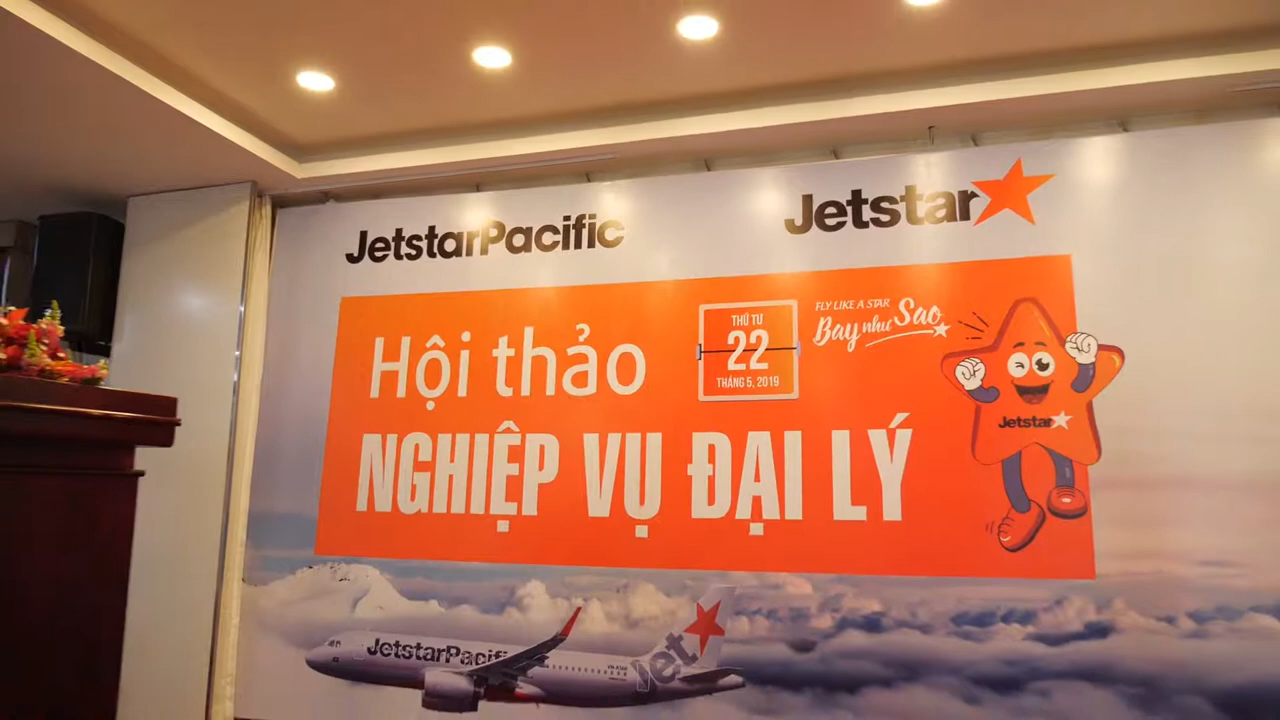 JetstarPacific
Jetstar
Hội thảo
THỨ TƯ
22
THÁNG 5, 2019
FLY LIKE A STAR
Bay như Sao
NGHIỆP VỤ ĐẠI LÝ
Jetstar
JetstarPacific
Jet